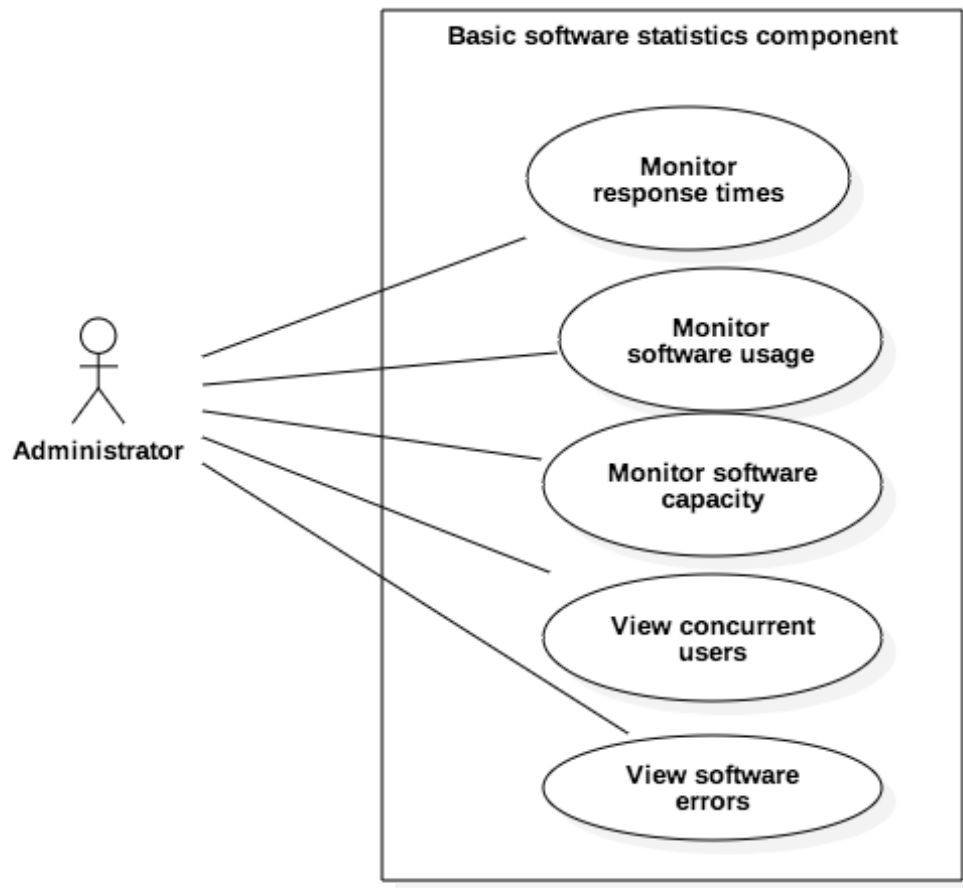 Basic software statistics component
Monitor
response times
Monitor
software usage
Administrator
Monitor software
capacity
View concurrent
users
View software
errors